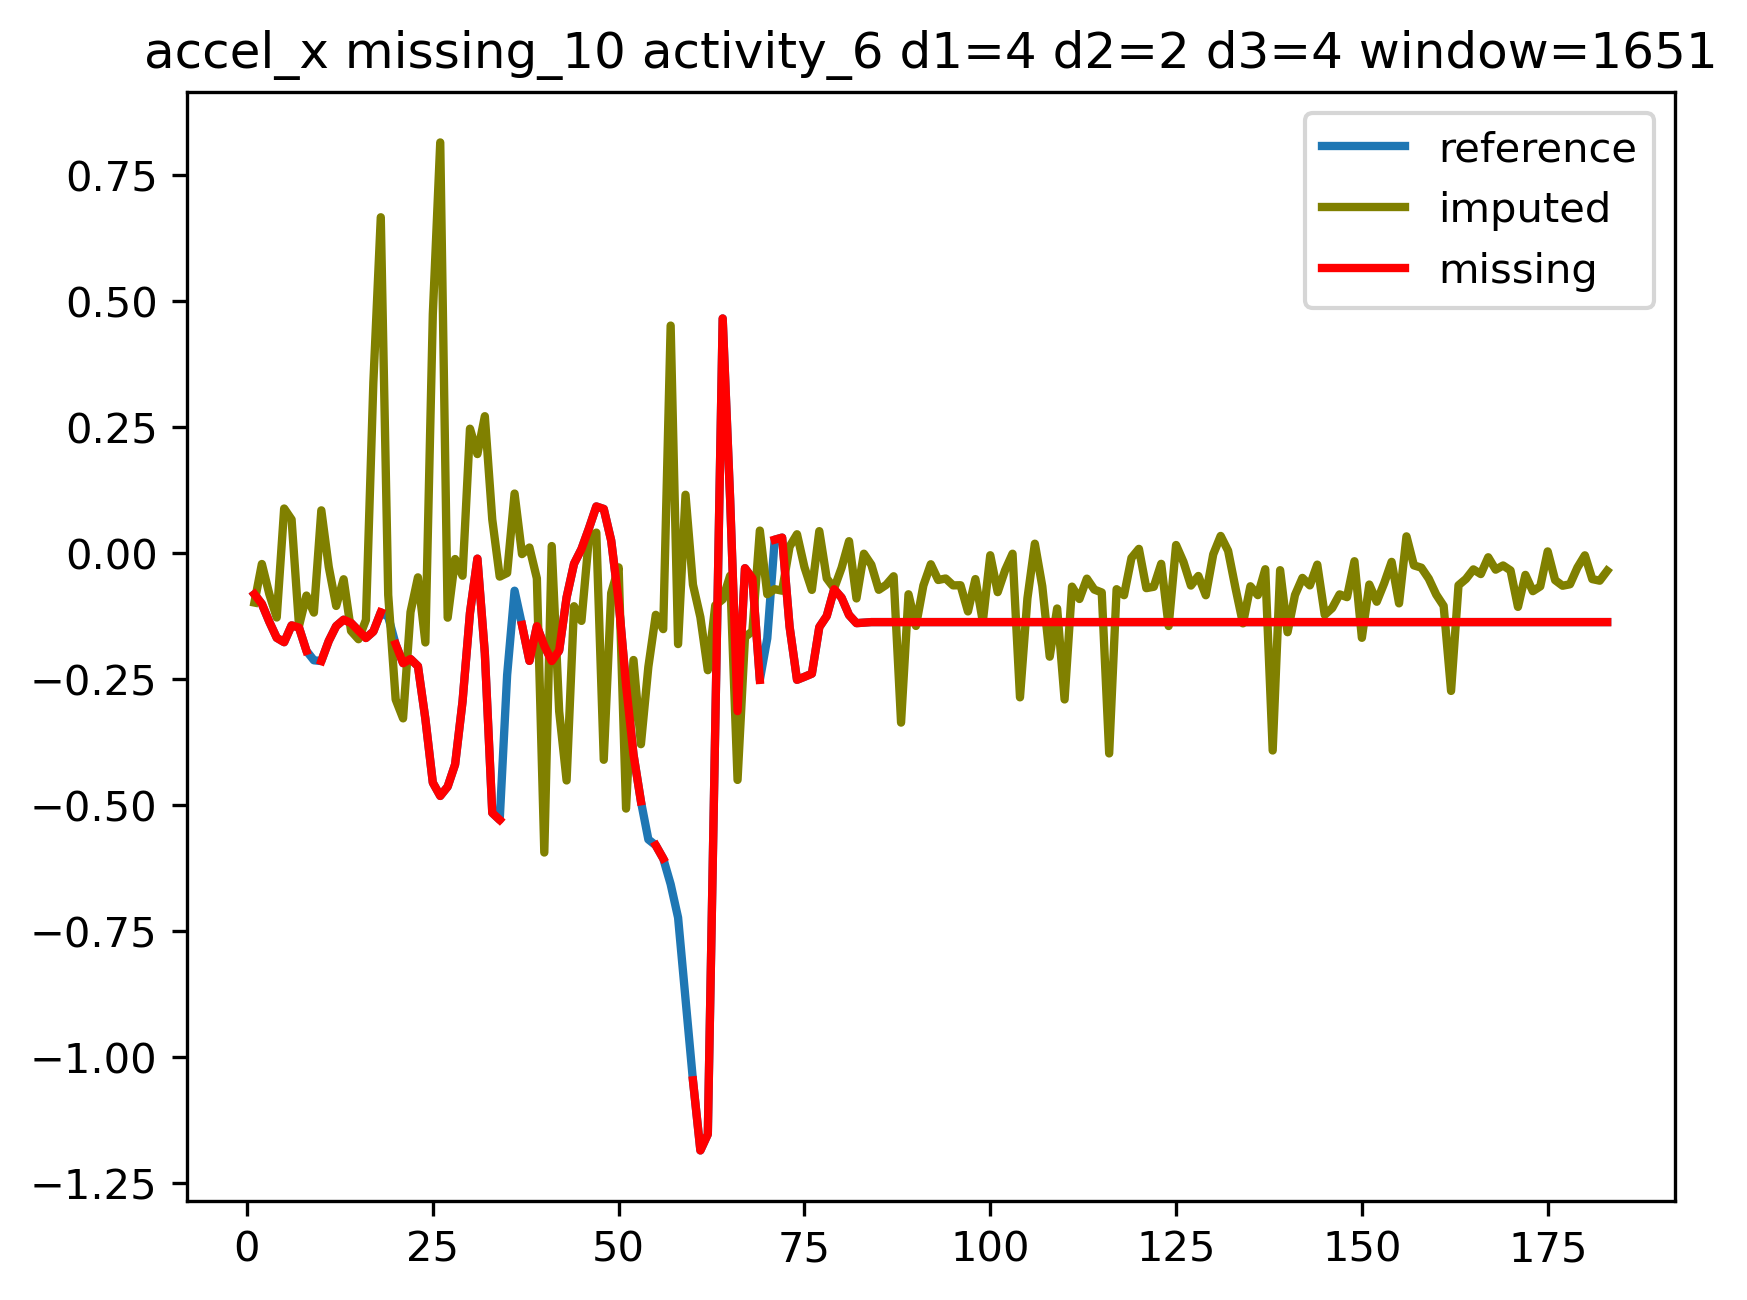 accel_x missing_10 activity_6 d1=4 d2=2 d3=4 window=1651
reference
imputed
missing
0.75
0.50
0.25
0.00
−0.25
−0.50
−0.75
−1.00
−1.25
0 25 50 75 100 125 150 175